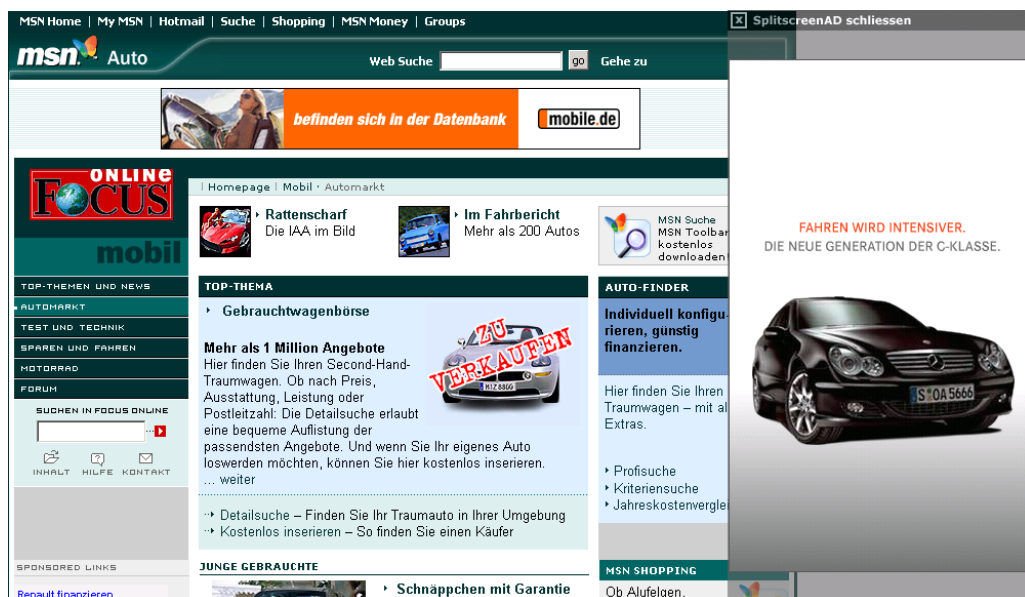 MSN Home | My MSN | Hotmail | Suche | Shopping | MSN Money | Groups
X SplitscreenAD schliessen
msn Auto
Web Suche go Gehe zu
befinden sich in der Datenbank mobile.de
ONLINE
FOCUS
mobil
| Homepage | Mobil · Automarkt
Rattenscharf
Die IAA im Bild
Im Fahrbericht
Mehr als 200 Autos
MSN Suche
MSN Toolbar
kostenlos
downloaden!
TOP-THEMEN UND NEWS
AUTOMARKT
TEST UND TECHNIK
SPAREN UND FAHREN
MOTORRAD
FORUM
SUCHEN IN FOCUS ONLINE
INHALT HILFE KONTAKT
SPONSORED LINKS
Renault finanzieren
TOP-THEMA
Gebrauchtwagenbörse
Mehr als 1 Million Angebote
Hier finden Sie Ihren Second-Hand-
Traumwagen. Ob nach Preis,
Ausstattung, Leistung oder
Postleitzahl: Die Detailsuche erlaubt
eine bequeme Auflistung der
passendsten Angebote. Und wenn Sie Ihr eigenes Auto
loswerden möchten, können Sie hier kostenlos inserieren.
... weiter
ZU
VERKAUFEN
Detailsuche – Finden Sie Ihr Traumauto in Ihrer Umgebung
Kostenlos inserieren – So finden Sie einen Käufer
JUNGE GEBRAUCHTE
Schnäppchen mit Garantie
AUTO-FINDER
Individuell konfigu-
rieren, günstig
finanzieren.
Hier finden Sie Ihren
Traumwagen – mit al
Extras.
Profisuche
Kriteriensuche
Jahreskostenverglei
MSN SHOPPING
Ob Alufelgen,
FAHREN WIRD INTENSIVER.
DIE NEUE GENERATION DER C-KLASSE.
S OA 5666